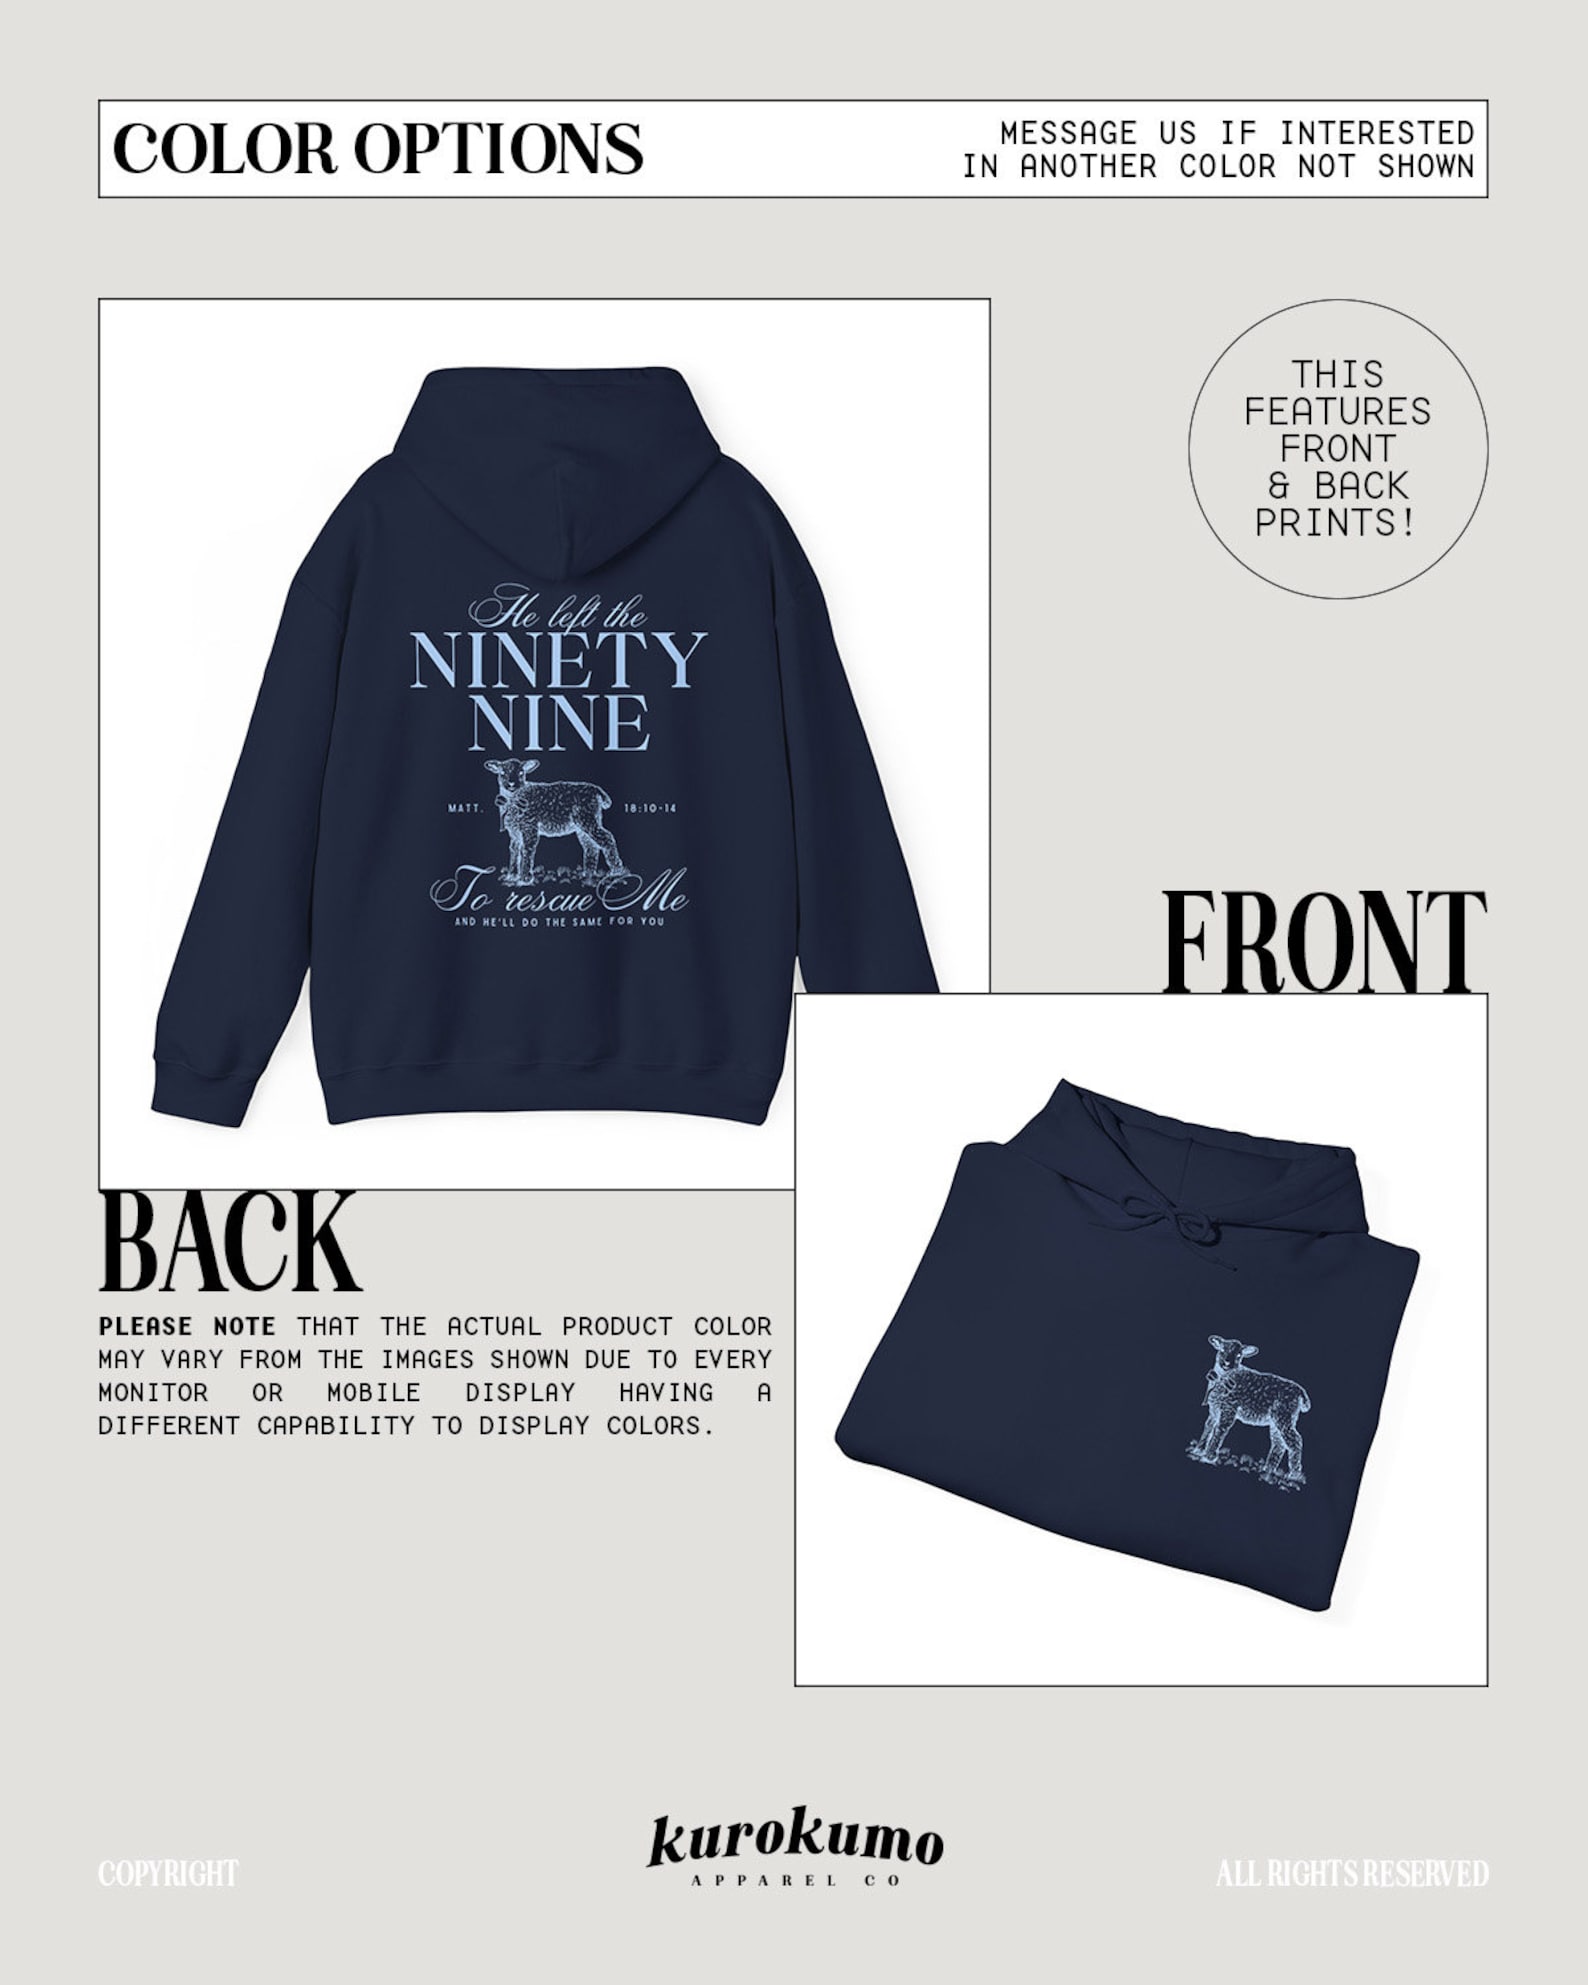 COLOR OPTIONS
MESSAGE US IF INTERESTED
IN ANOTHER COLOR NOT SHOWN
THIS
FEATURES
FRONT
& BACK
PRINTS!
He left the
NINETY
NINE
MATT. 18:10-14
To rescue Me
AND HE'LL DO THE SAME FOR YOU
FRONT
BACK
PLEASE NOTE THAT THE ACTUAL PRODUCT COLOR
MAY VARY FROM THE IMAGES SHOWN DUE TO EVERY
MONITOR OR MOBILE DISPLAY HAVING A
DIFFERENT CAPABILITY TO DISPLAY COLORS.
kurokumo
APPAREL CO
COPYRIGHT
ALL RIGHTS RESERVED